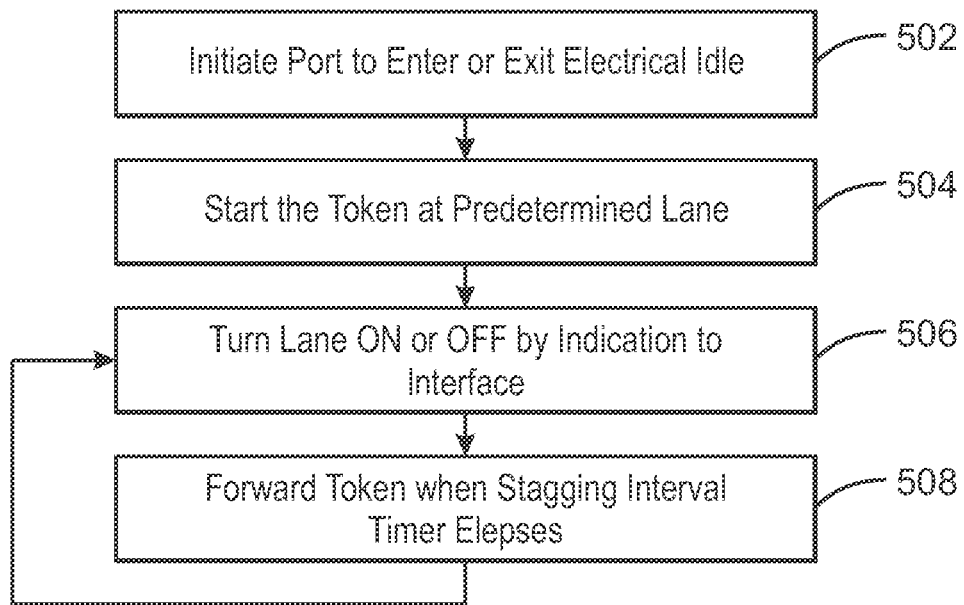 Initiate Port to Enter or Exit Electrical Idle
502
Start the Token at Predetermined Lane
504
Turn Lane ON or OFF by Indication to
Interface
506
Forward Token when Stagging Interval
Timer Elepses
508